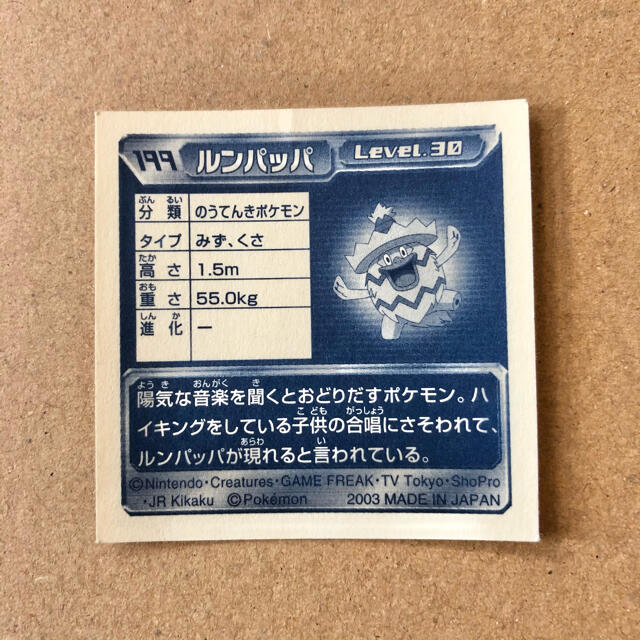 199 ルンパッパ Level.30
分類 のうてんきポケモン
タイプ みず、くさ
高さ 1.5m
重さ 55.0kg
進化 ー
陽気な音楽を聞くとおどりだすポケモン。ハ
イキングをしている子供の合唱にさそわれて、
ルンパッパが現れると言われている。
©Nintendo・Creatures・GAME FREAK・TV Tokyo・ShoPro
・JR Kikaku ©Pokémon 2003 MADE IN JAPAN